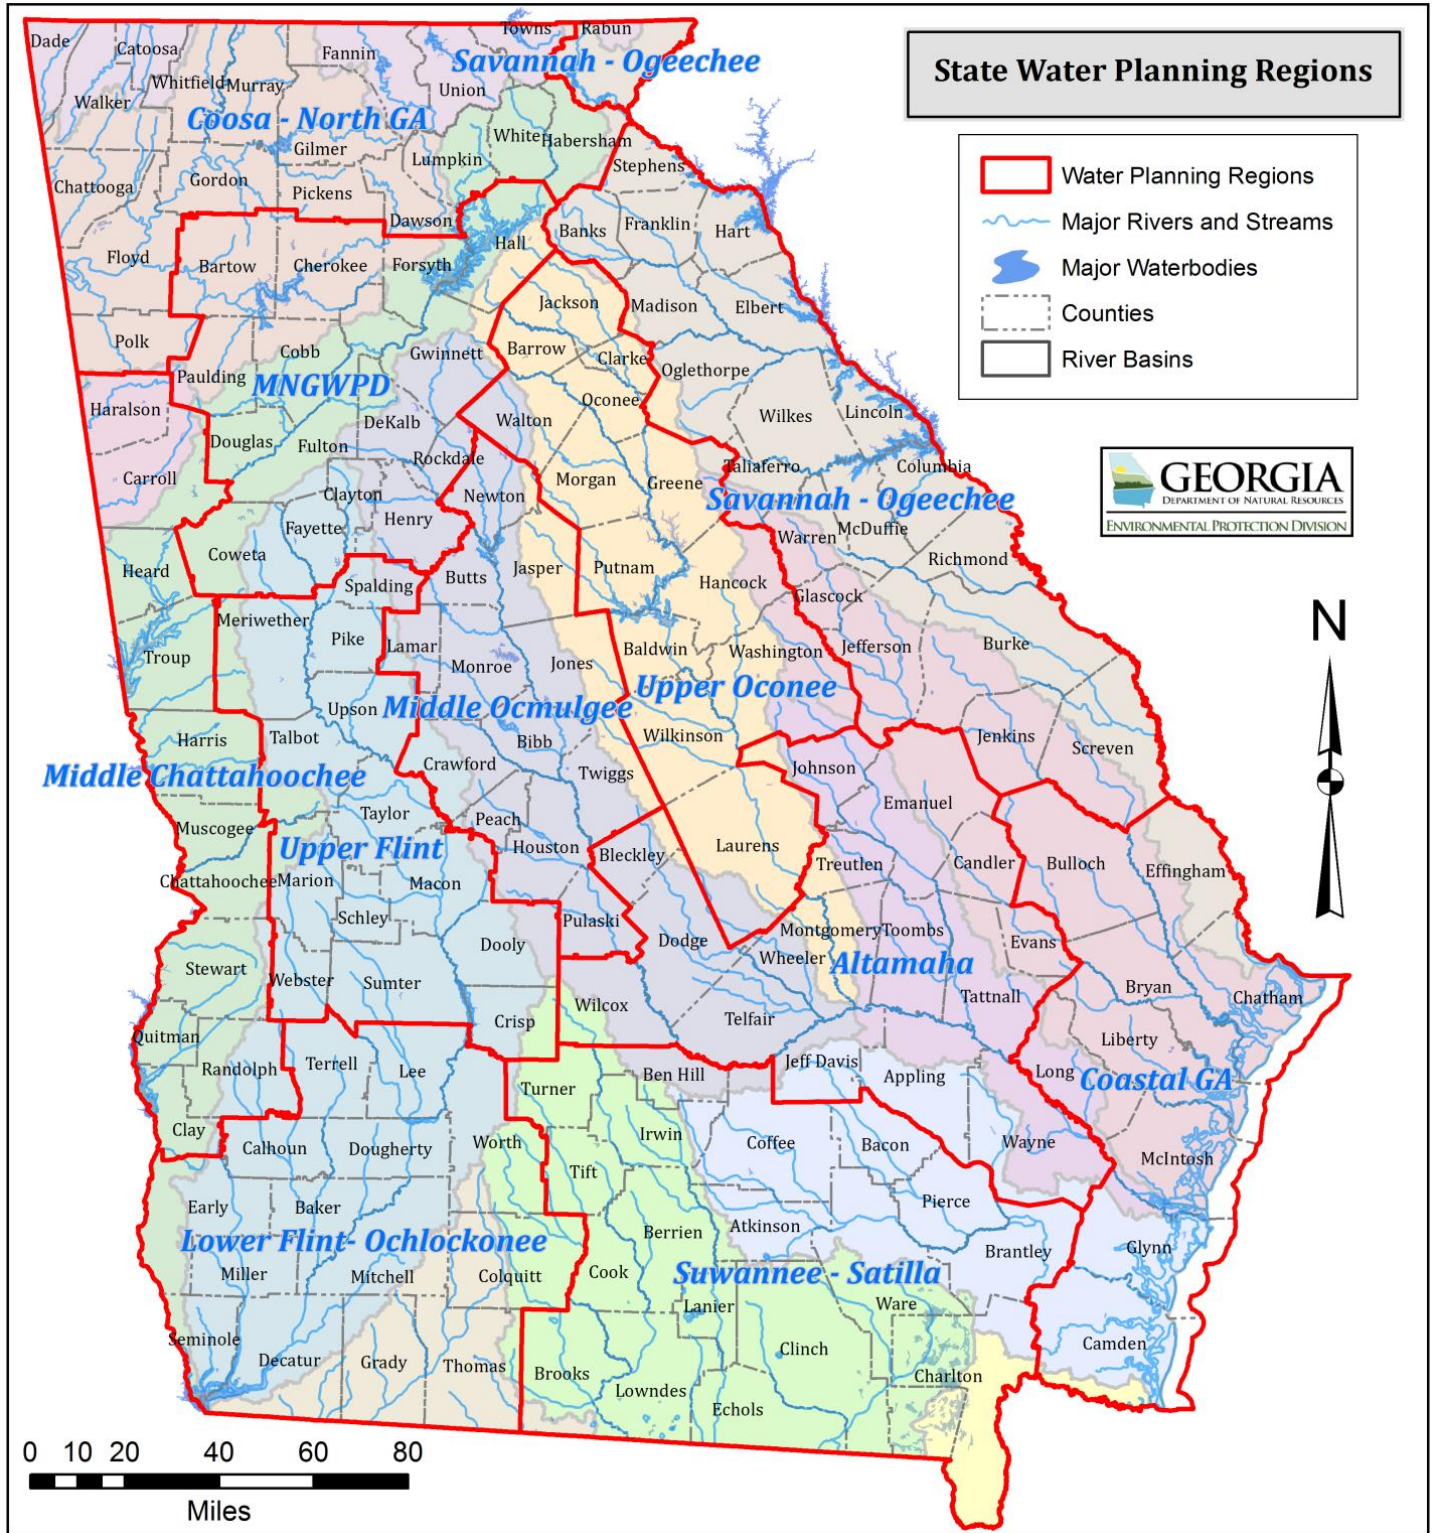 State Water Planning Regions
Water Planning Regions
Major Rivers and Streams
Major Waterbodies
Counties
River Basins
GEORGIA
DEPARTMENT OF NATURAL RESOURCES
ENVIRONMENTAL PROTECTION DIVISION
N
Dade
Catoosa
Fannin
Towns
Rabun
Savannah - Ogeechee
Whitfield
Murray
Union
Walker
Coosa - North GA
White
Habersham
Gilmer
Lumpkin
Stephens
Chattooga
Gordon
Pickens
Dawson
Franklin
Hart
Banks
Hall
Floyd
Bartow
Cherokee
Forsyth
Jackson
Madison
Elbert
Polk
Cobb
Gwinnett
Barrow
Clarke
Oglethorpe
Paulding
MNGWPD
Haralson
DeKalb
Walton
Oconee
Wilkes
Lincoln
Douglas
Fulton
Rockdale
Taliaferro
Columbia
Carroll
Clayton
Newton
Morgan
Greene
Savannah - Ogeechee
Fayette
Henry
Warren
McDuffie
Coweta
Richmond
Heard
Spalding
Butts
Jasper
Putnam
Hancock
Glascock
Meriwether
Pike
Lamar
Baldwin
Washington
Jefferson
Burke
Troup
Monroe
Jones
Upper Oconee
Upson
Middle Ocmulgee
Harris
Talbot
Bibb
Wilkinson
Jenkins
Screven
Middle Chattahoochee
Crawford
Twiggs
Johnson
Emanuel
Muscogee
Taylor
Peach
Upper Flint
Houston
Bleckley
Laurens
Treutlen
Candler
Bulloch
Effingham
Chattahoochee
Marion
Macon
Schley
Pulaski
Montgomery
Toombs
Evans
Dooly
Dodge
Wheeler
Altamaha
Stewart
Webster
Sumter
Bryan
Chatham
Tattnall
Wilcox
Telfair
Crisp
Quitman
Liberty
Randolph
Terrell
Lee
Turner
Ben Hill
Jeff Davis
Appling
Long
Coastal GA
Clay
Calhoun
Dougherty
Worth
Irwin
Coffee
Bacon
Wayne
McIntosh
Tift
Early
Baker
Pierce
Atkinson
Berrien
Brantley
Glynn
Lower Flint- Ochlockonee
Miller
Mitchell
Colquitt
Cook
Suwannee - Satilla
Lanier
Ware
Seminole
Clinch
Camden
Decatur
Grady
Thomas
Brooks
Lowndes
Charlton
Echols
0 10 20 40 60 80
Miles